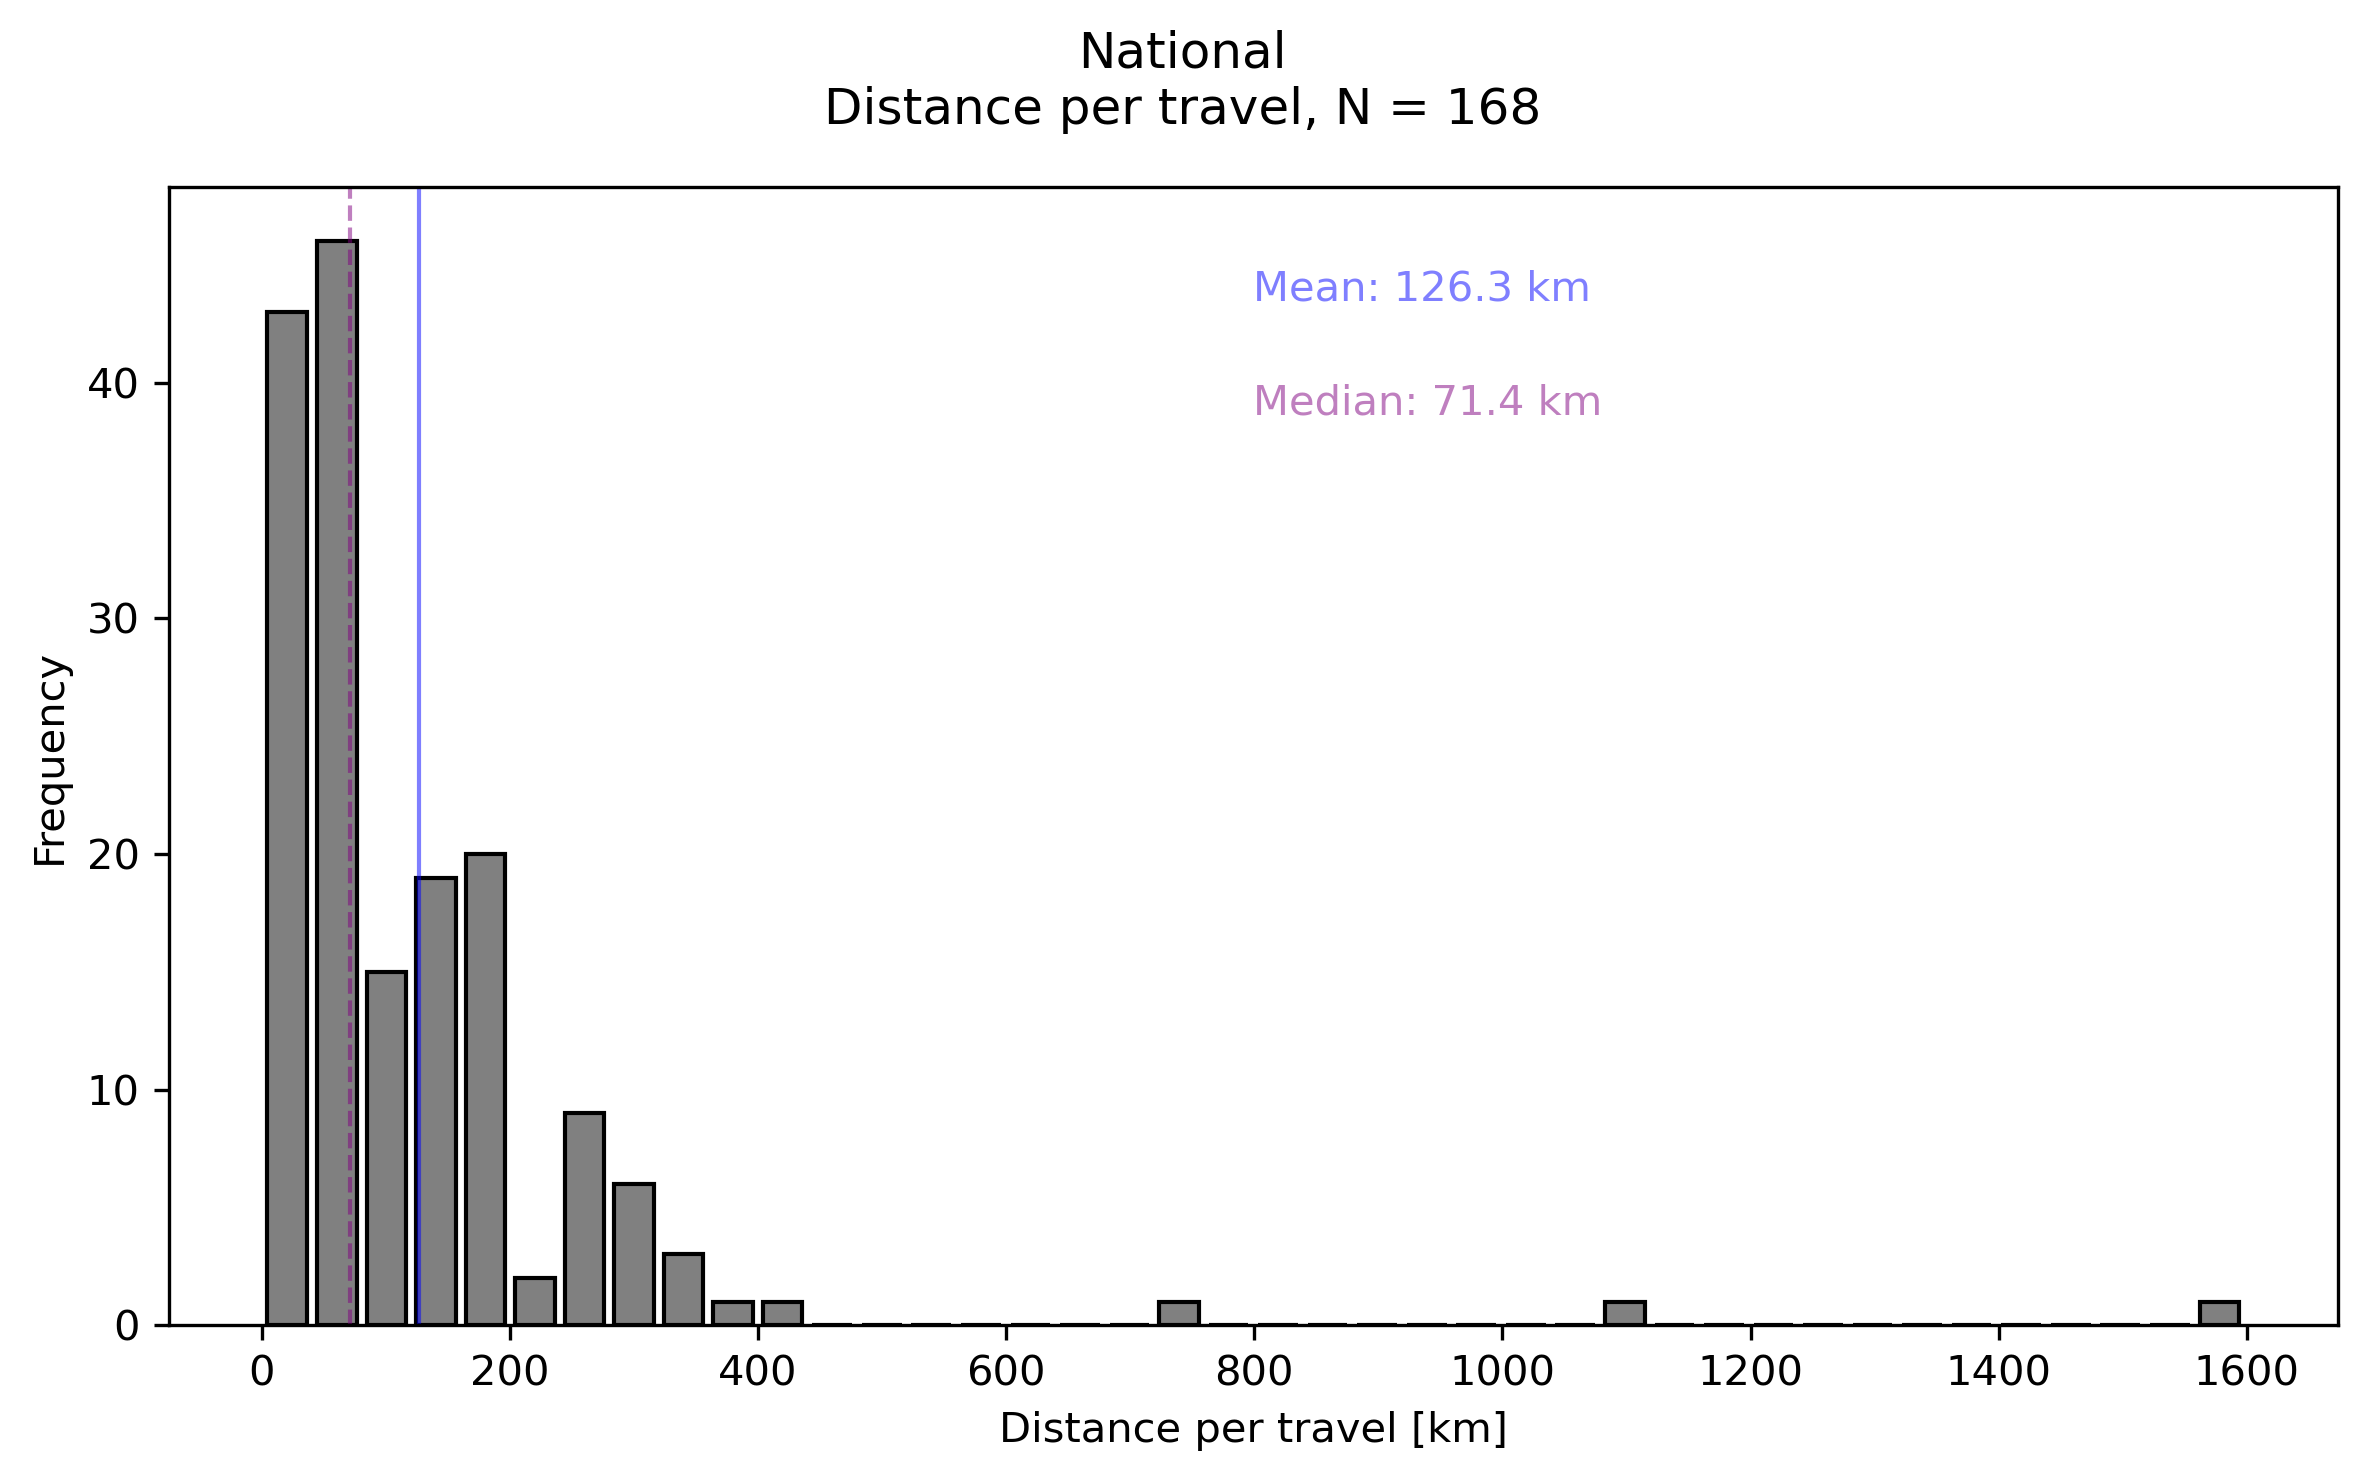 National
Distance per travel, N = 168
Mean: 126.3 km
Median: 71.4 km
40
30
20
10
0
Frequency
0 200 400 600 800 1000 1200 1400 1600
Distance per travel [km]